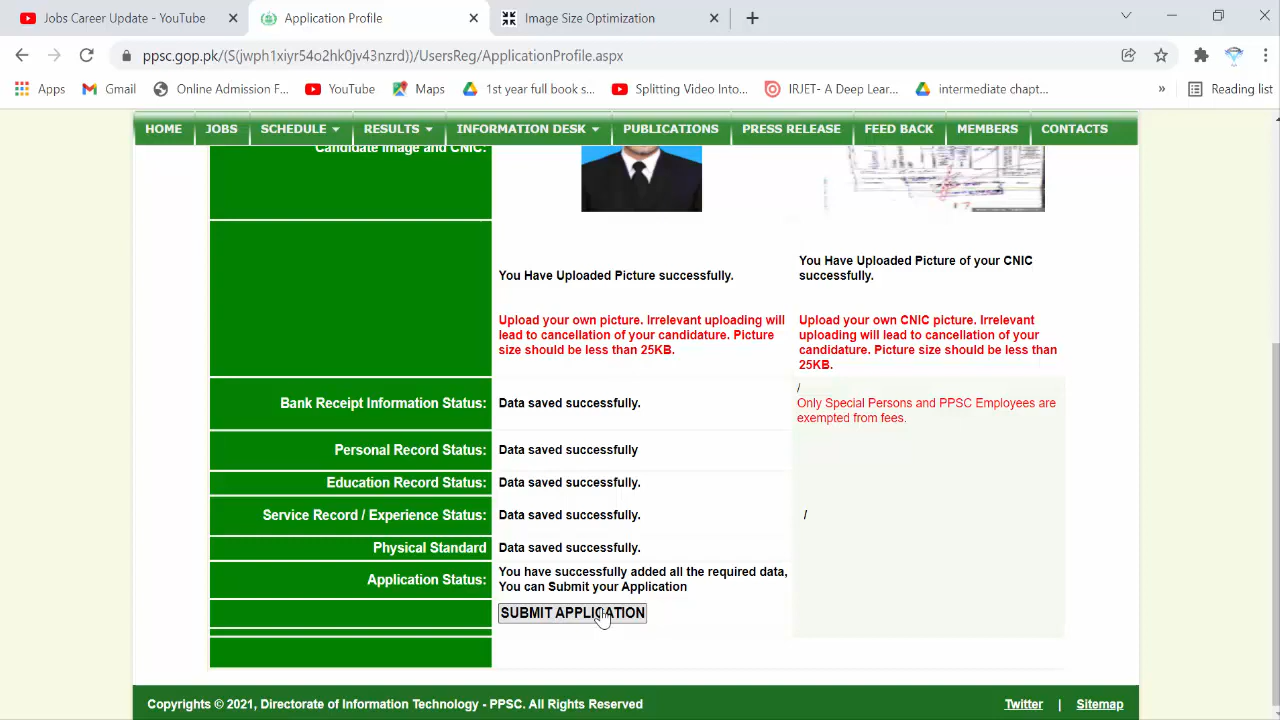 Jobs Career Update - YouTube
Application Profile
Image Size Optimization
ppsc.gop.pk/(S(jwph1xiyr54o2hk0jv43nzrd))/UsersReg/ApplicationProfile.aspx
Apps
Gmail
Online Admission F...
YouTube
Maps
1st year full book s...
Splitting Video Into...
IRJET- A Deep Lear...
intermediate chapt...
»
Reading list
HOME
JOBS
SCHEDULE
RESULTS
INFORMATION DESK
PUBLICATIONS
PRESS RELEASE
FEED BACK
MEMBERS
CONTACTS
Candidate Image and CNIC:
You Have Uploaded Picture successfully.
You Have Uploaded Picture of your CNIC
successfully.
Upload your own picture. Irrelevant uploading will
lead to cancellation of your candidature. Picture
size should be less than 25KB.
Upload your own CNIC picture. Irrelevant
uploading will lead to cancellation of your
candidature. Picture size should be less than
25KB.
Bank Receipt Information Status:
Data saved successfully.
/
Only Special Persons and PPSC Employees are
exempted from fees.
Personal Record Status:
Data saved successfully
Education Record Status:
Data saved successfully.
Service Record / Experience Status:
Data saved successfully.
/
Physical Standard
Data saved successfully.
Application Status:
You have successfully added all the required data,
You can Submit your Application
SUBMIT APPLICATION
Copyrights © 2021, Directorate of Information Technology - PPSC. All Rights Reserved
Twitter | Sitemap